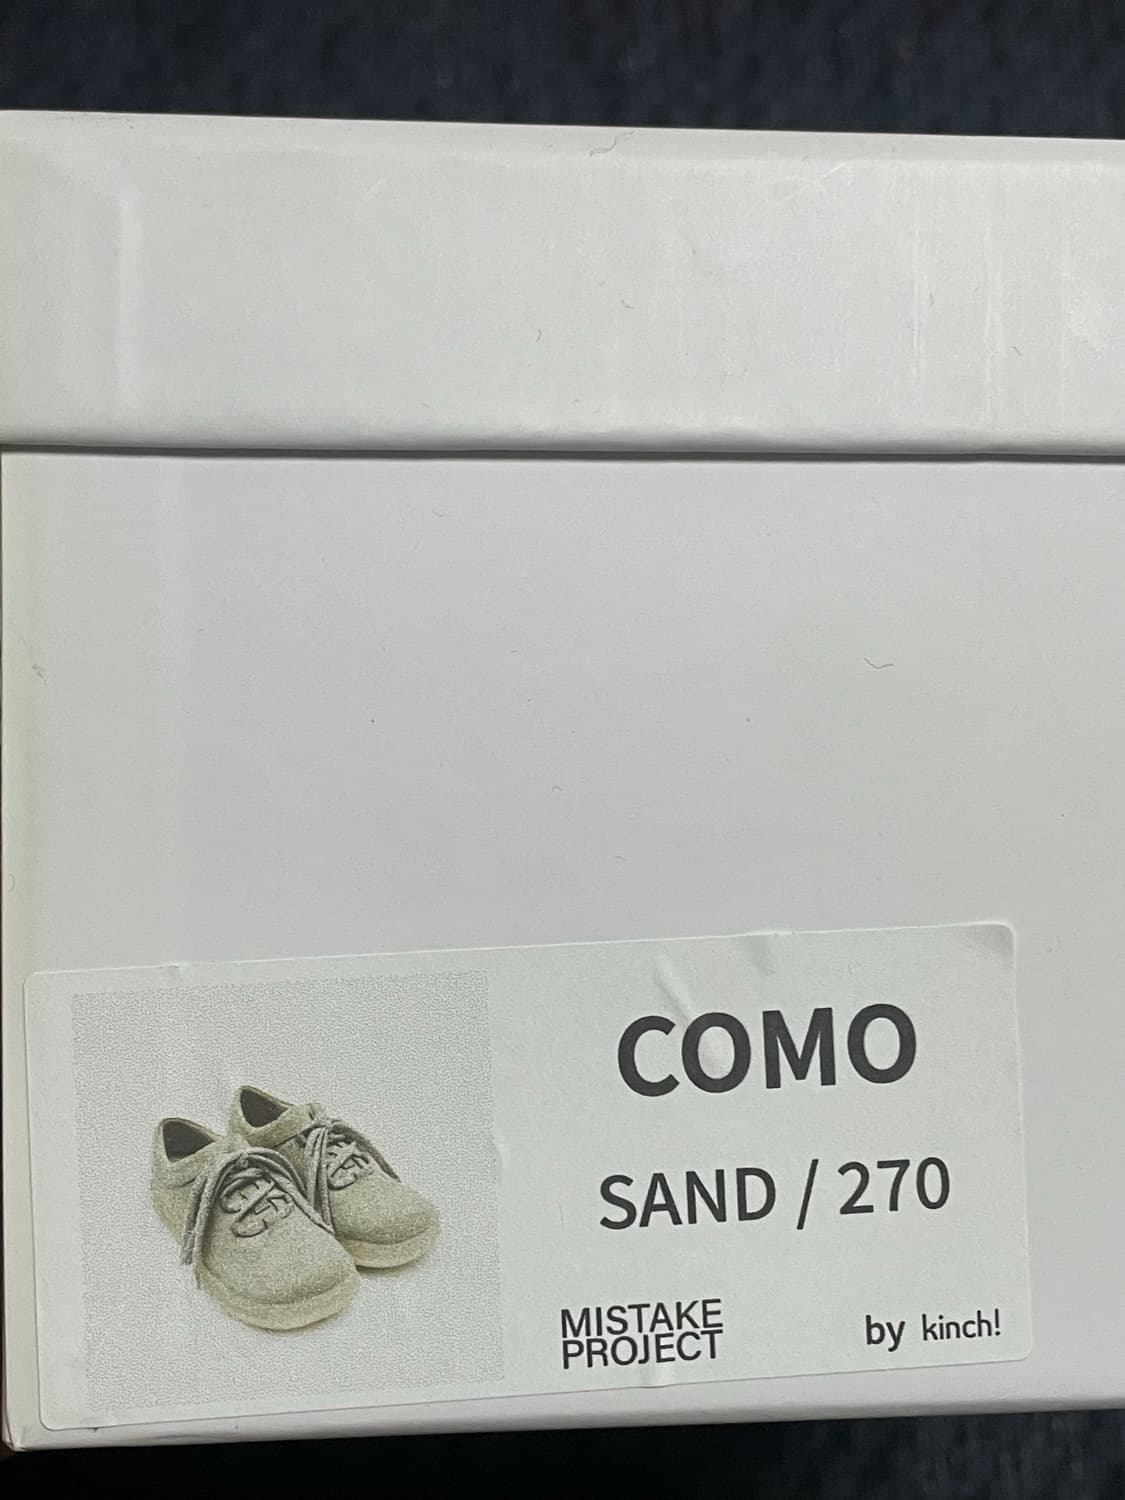 COMO
SAND / 270
MISTAKE
PROJECT
by kinch!